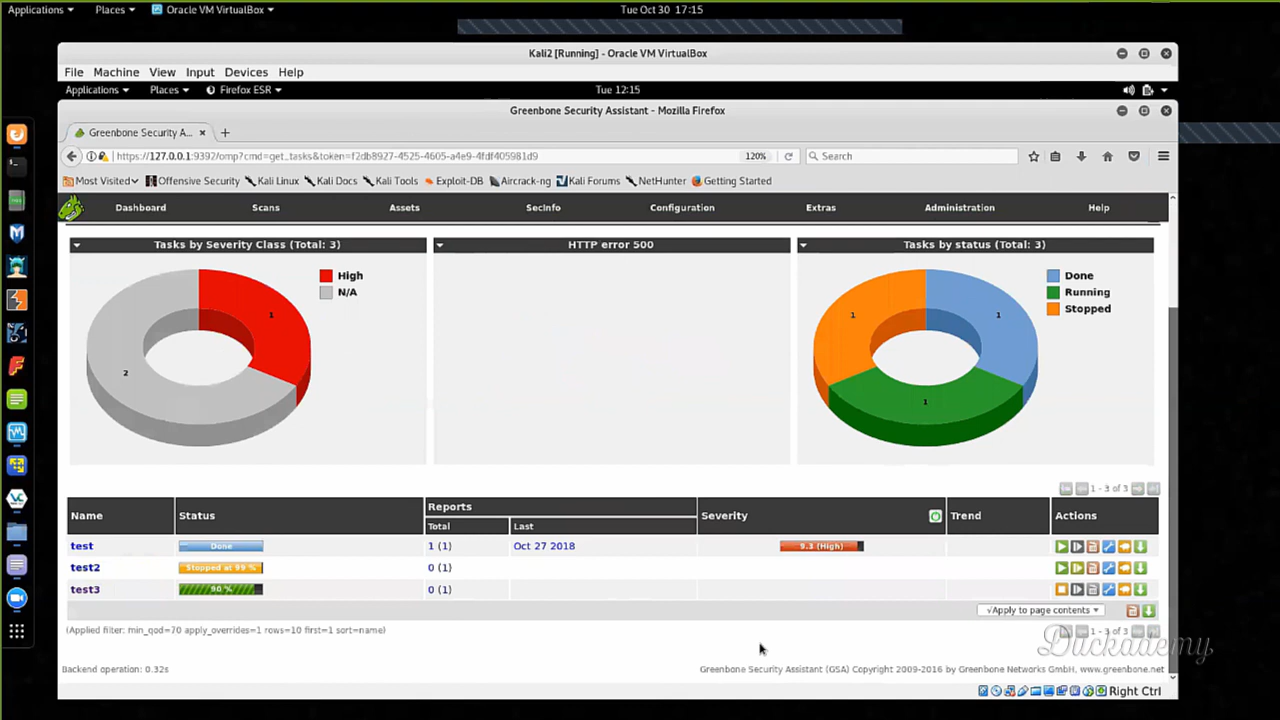 Applications Places Oracle VM VirtualBox Tue Oct 30 17:15
Kali2 [Running] - Oracle VM VirtualBox
File Machine View Input Devices Help
Applications Places Firefox ESR Tue 12:15
Greenbone Security Assistant - Mozilla Firefox
Greenbone Security A...
https://127.0.0.1:9392/omp?cmd=get_tasks&token=f2db8927-4525-4605-a4e9-4fdf405981d9 120% Search
Most Visited Offensive Security Kali Linux Kali Docs Kali Tools Exploit-DB Aircrack-ng Kali Forums NetHunter Getting Started
Dashboard Scans Assets SecInfo Configuration Extras Administration Help
Tasks by Severity Class (Total: 3) HTTP error 500 Tasks by status (Total: 3)
High Done
N/A Running
Stopped
1 1 1
2
1
1 - 3 of 3
Name Status Reports Severity Trend Actions
Total Last
test Done 1 (1) Oct 27 2018 9.3 (High)
test2 Stopped at 99 % 0 (1)
test3 90 % 0 (1)
√Apply to page contents
(Applied filter: min_qod=70 apply_overrides=1 rows=10 first=1 sort=name) 1 - 3 of 3
Duckademy
Backend operation: 0.32s Greenbone Security Assistant (GSA) Copyright 2009-2016 by Greenbone Networks GmbH, www.greenbone.net
Right Ctrl